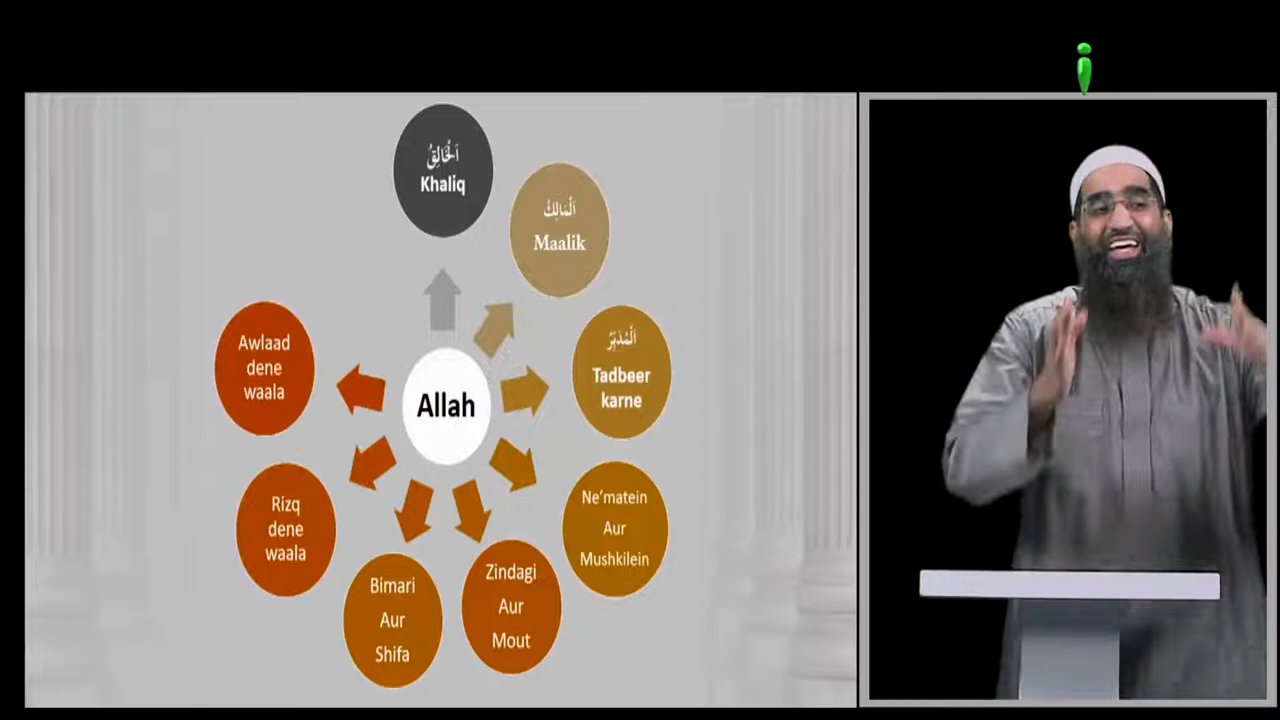 اَلْخَالِقُ
Khaliq
اَلْمَالِكُ
Maalik
اَلْمُدَبِّرُ
Tadbeer
karne
Ne’matein
Aur
Mushkilein
Zindagi
Aur
Mout
Bimari
Aur
Shifa
Rizq
dene
waala
Awlaad
dene
waala
Allah
i